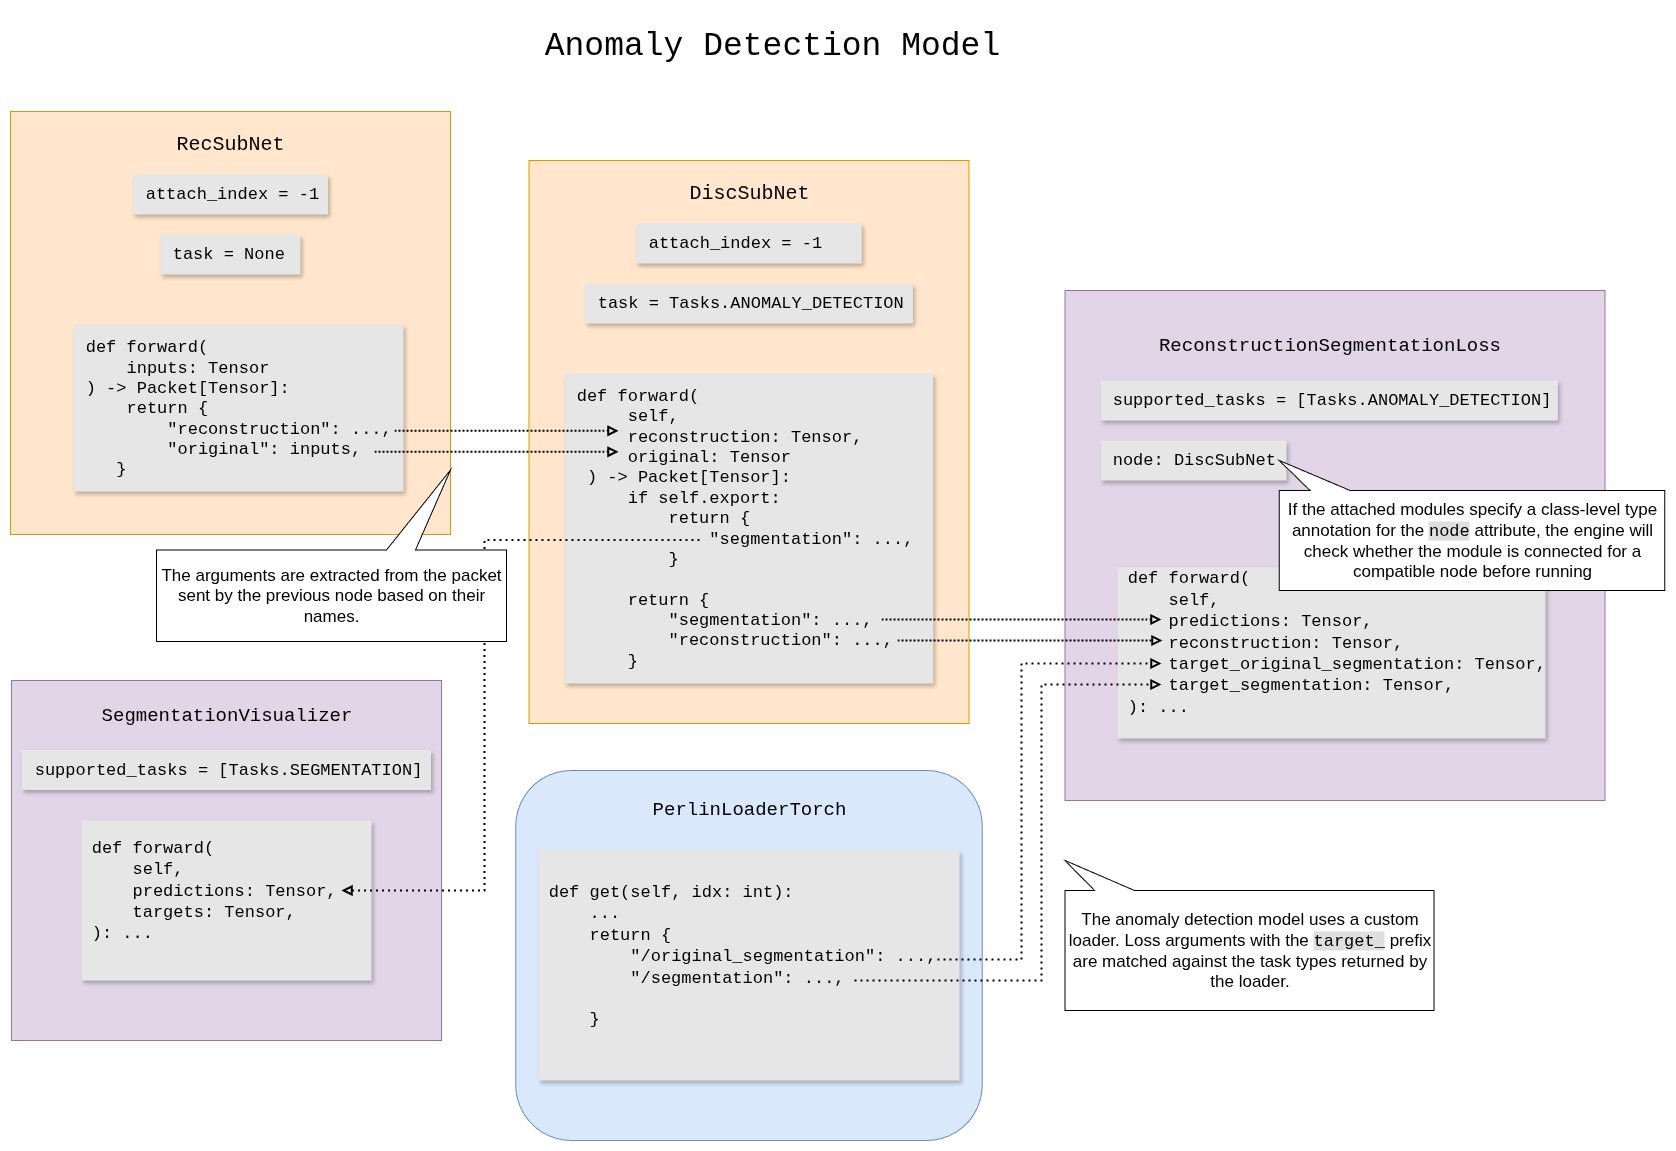 Anomaly Detection Model
RecSubNet
attach_index = -1
task = None
def forward(
    inputs: Tensor
) -> Packet[Tensor]:
    return {
        "reconstruction": ...,
        "original": inputs,
   }
The arguments are extracted from the packet
sent by the previous node based on their
names.
DiscSubNet
attach_index = -1
task = Tasks.ANOMALY_DETECTION
def forward(
     self,
     reconstruction: Tensor,
     original: Tensor
 ) -> Packet[Tensor]:
     if self.export:
         return {
             "segmentation": ...,
         }
     return {
         "segmentation": ...,
         "reconstruction": ...,
     }
ReconstructionSegmentationLoss
supported_tasks = [Tasks.ANOMALY_DETECTION]
node: DiscSubNet
If the attached modules specify a class-level type
annotation for the node attribute, the engine will
check whether the module is connected for a
compatible node before running
def forward(
    self,
    predictions: Tensor,
    reconstruction: Tensor,
    target_original_segmentation: Tensor,
    target_segmentation: Tensor,
): ...
SegmentationVisualizer
supported_tasks = [Tasks.SEGMENTATION]
def forward(
    self,
    predictions: Tensor,
    targets: Tensor,
): ...
PerlinLoaderTorch
def get(self, idx: int):
    ...
    return {
        "/original_segmentation": ...,
        "/segmentation": ...,
    }
The anomaly detection model uses a custom
loader. Loss arguments with the target_ prefix
are matched against the task types returned by
the loader.